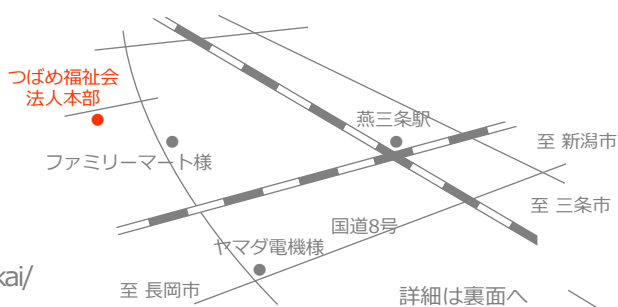 つばめ福祉会
法人本部
燕三条駅
至 新潟市
ファミリーマート様
至 三条市
国道8号
ヤマダ電機様
kai/
至 長岡市
詳細は裏面へ